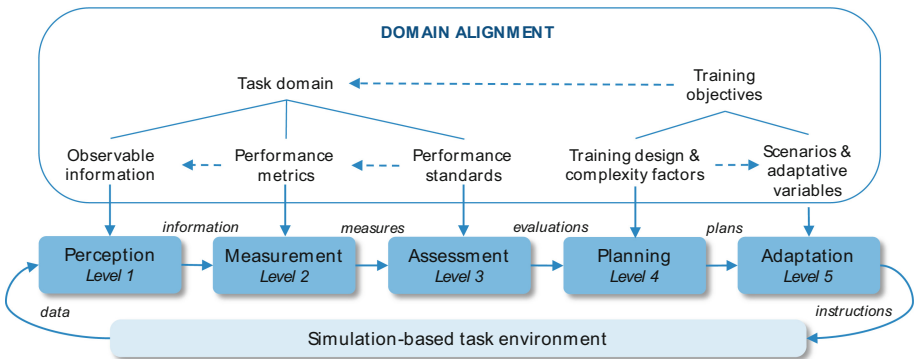 DOMAIN ALIGNMENT
Task domain
Training
objectives
Observable
information
Performance
metrics
Performance
standards
Training design &
complexity factors
Scenarios &
adaptative
variables
information
measures
evaluations
plans
Perception
Level 1
Measurement
Level 2
Assessment
Level 3
Planning
Level 4
Adaptation
Level 5
data
instructions
Simulation-based task environment